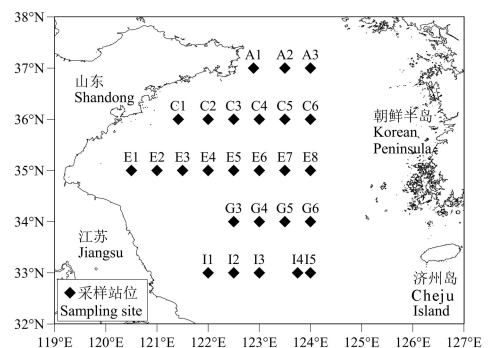 38°N
A1 A2 A3
37°N
山东
Shandong
C1 C2 C3 C4 C5 C6
朝鲜半岛
Korean
Peninsula
36°N
E1 E2 E3 E4 E5 E6 E7 E8
35°N
G3 G4 G5 G6
34°N
江苏
Jiangsu
I1 I2 I3 I4 I5
33°N
济州岛
Cheju
Island
采样站位
Sampling site
32°N
119°E 120°E 121°E 122°E 123°E 124°E 125°E 126°E 127°E